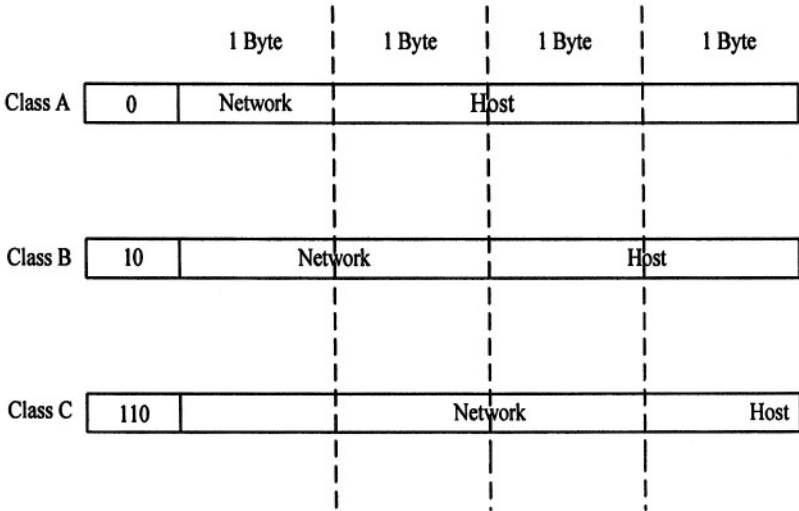 1 Byte 1 Byte 1 Byte 1 Byte
Class A 0 Network Host
Class B 10 Network Host
Class C 110 Network Host